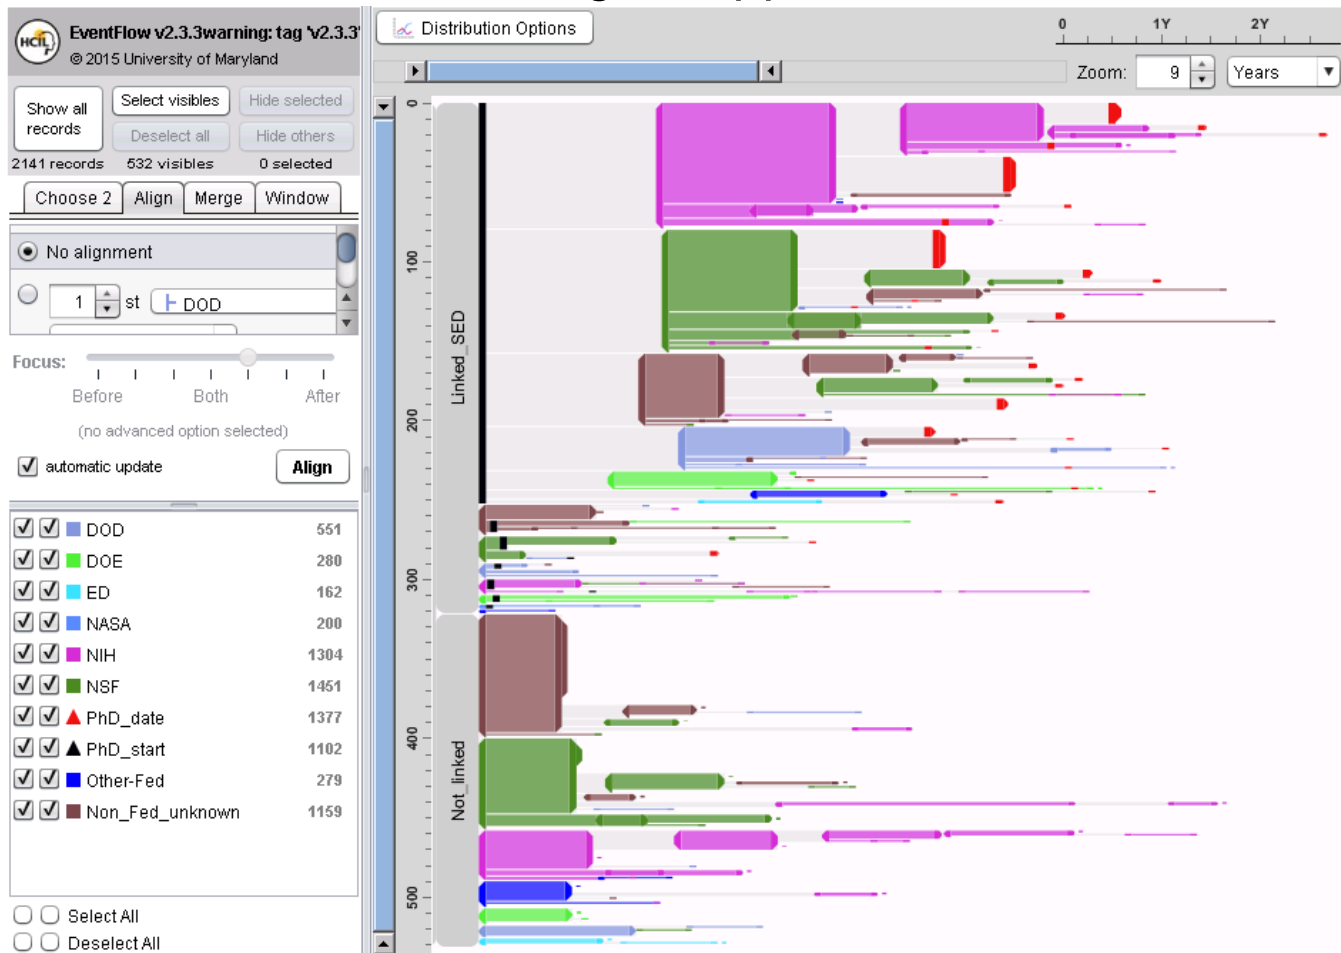 EventFlow v2.3.3warning: tag 'v2.3.3'
© 2015 University of Maryland
HCIL
Show all records
Select visibles
Hide selected
Deselect all
Hide others
2141 records
532 visibles
0 selected
Choose 2
Align
Merge
Window
No alignment
1 st DOD
Focus:
Before Both After
(no advanced option selected)
automatic update
Align
DOD 551
DOE 280
ED 162
NASA 200
NIH 1304
NSF 1451
PhD_date 1377
PhD_start 1102
Other-Fed 279
Non_Fed_unknown 1159
Select All
Deselect All
Distribution Options
0 1Y 2Y
Zoom: 9 Years
0
100
200
300
400
500
Linked_SED
Not_linked